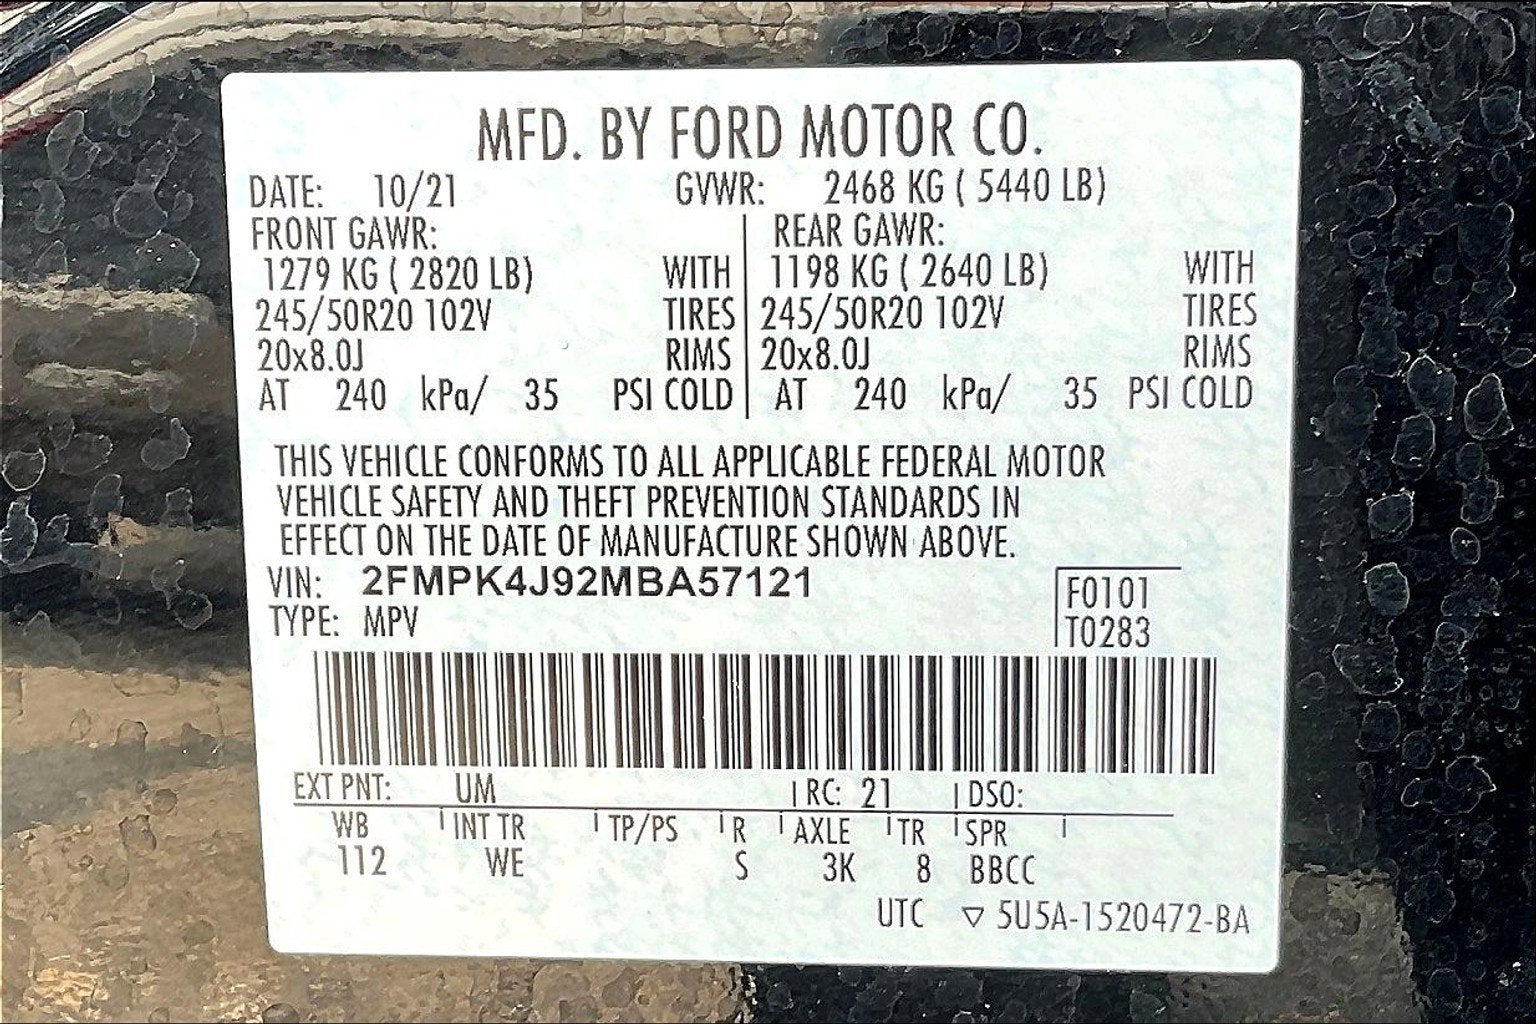 MFD. BY FORD MOTOR CO.
DATE: 10/21 GVWR: 2468 KG ( 5440 LB)
FRONT GAWR: REAR GAWR:
1279 KG ( 2820 LB) WITH 1198 KG ( 2640 LB) WITH
245/50R20 102V TIRES 245/50R20 102V TIRES
20x8.0J RIMS 20x8.0J RIMS
AT 240 kPa/ 35 PSI COLD AT 240 kPa/ 35 PSI COLD
THIS VEHICLE CONFORMS TO ALL APPLICABLE FEDERAL MOTOR
VEHICLE SAFETY AND THEFT PREVENTION STANDARDS IN
EFFECT ON THE DATE OF MANUFACTURE SHOWN ABOVE.
VIN: 2FMPK4J92MBA57121 F0101
TYPE: MPV T0283
EXT PNT: UM RC: 21 DSO:
WB INT TR TP/PS R AXLE TR SPR
112 WE S 3K 8 BBCC
UTC ▽ 5U5A-1520472-BA